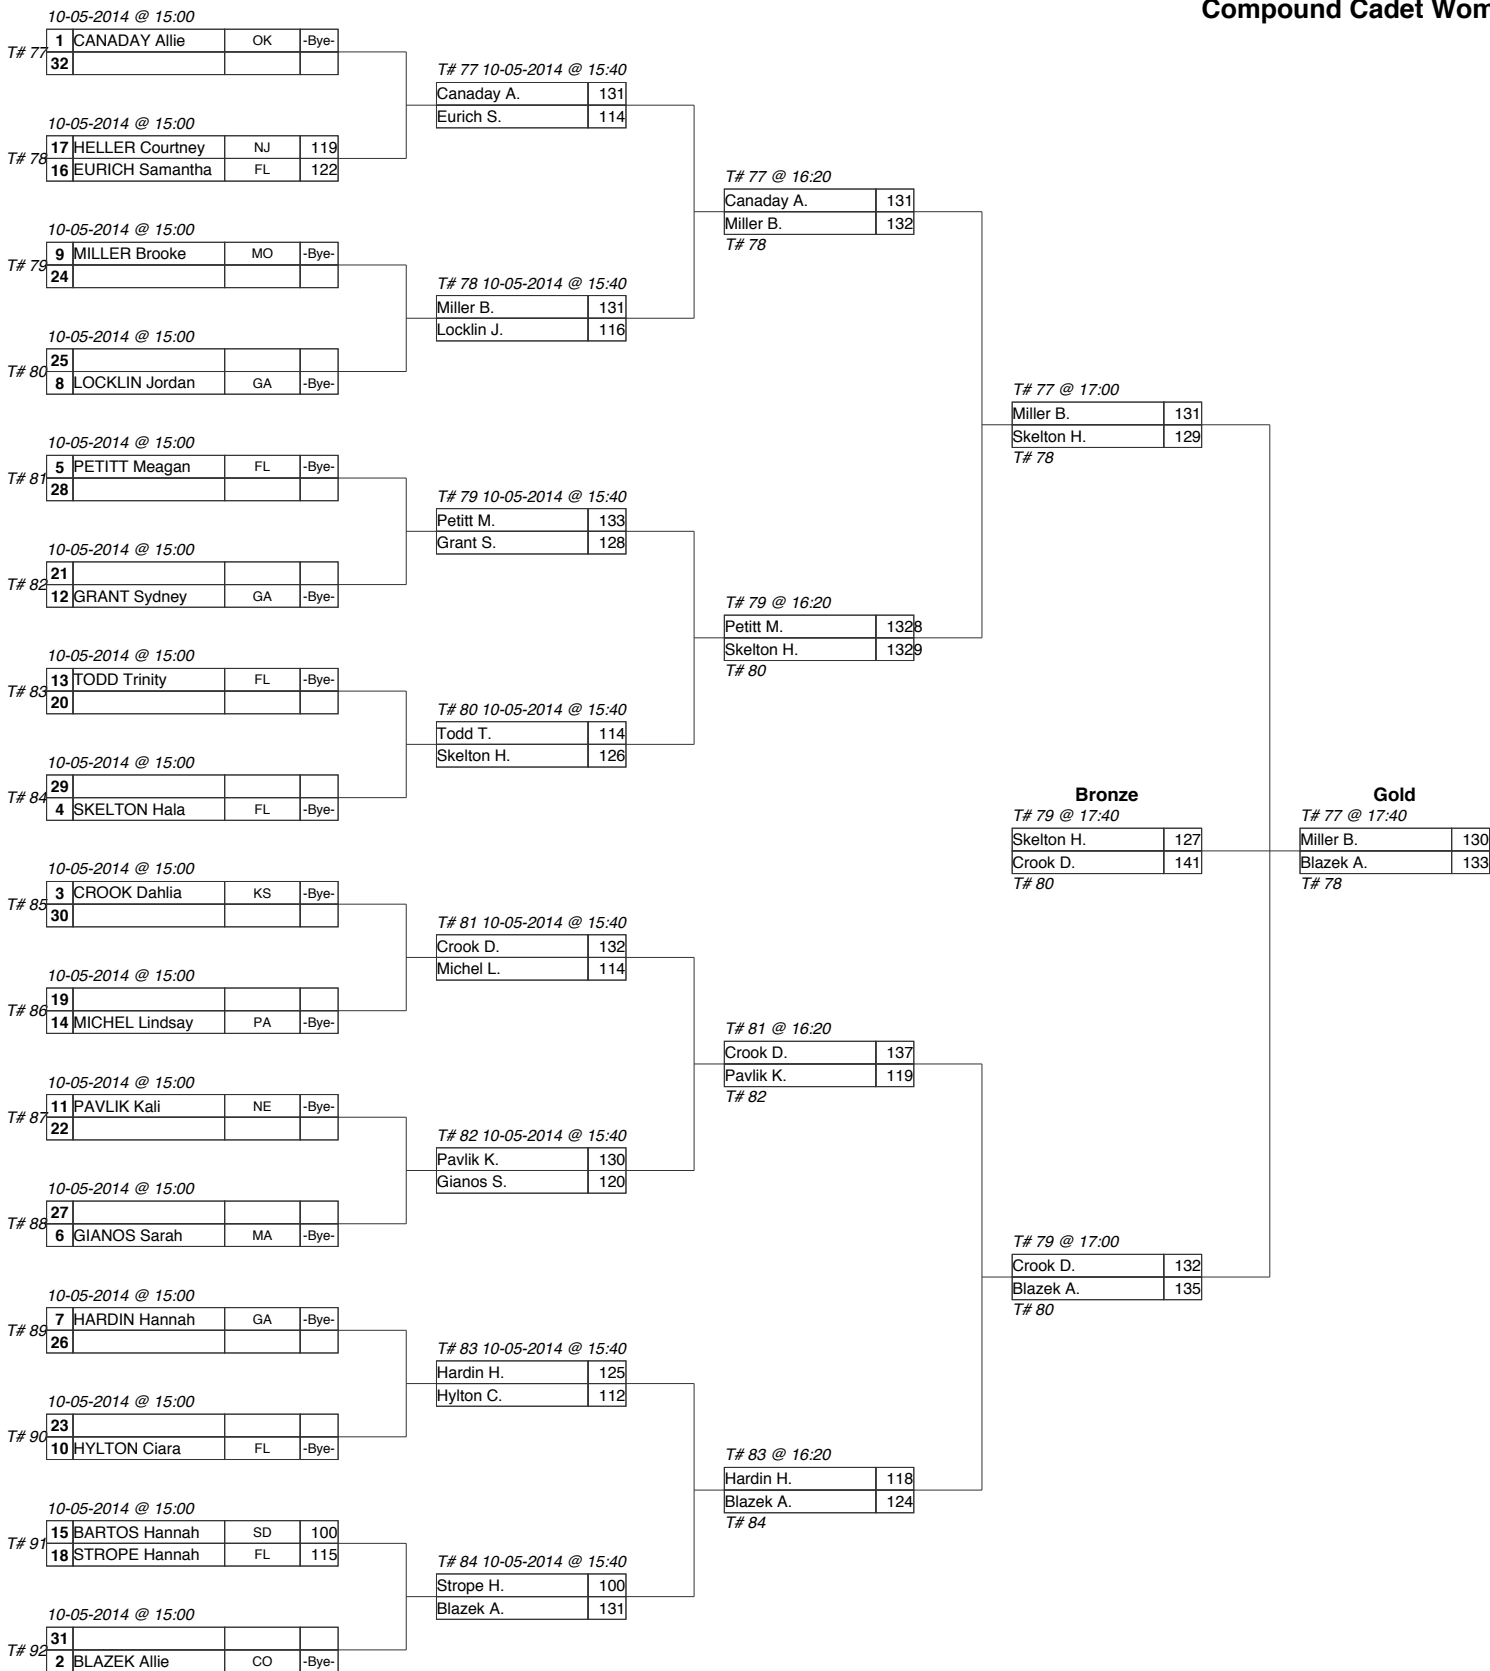 Compound Cadet Wom
10-05-2014 @ 15:00
T# 77
1 CANADAY Allie OK -Bye-
32
10-05-2014 @ 15:00
T# 78
17 HELLER Courtney NJ 119
16 EURICH Samantha FL 122
10-05-2014 @ 15:00
T# 79
9 MILLER Brooke MO -Bye-
24
10-05-2014 @ 15:00
T# 80
25
8 LOCKLIN Jordan GA -Bye-
10-05-2014 @ 15:00
T# 81
5 PETITT Meagan FL -Bye-
28
10-05-2014 @ 15:00
T# 82
21
12 GRANT Sydney GA -Bye-
10-05-2014 @ 15:00
T# 83
13 TODD Trinity FL -Bye-
20
10-05-2014 @ 15:00
T# 84
29
4 SKELTON Hala FL -Bye-
10-05-2014 @ 15:00
T# 85
3 CROOK Dahlia KS -Bye-
30
10-05-2014 @ 15:00
T# 86
19
14 MICHEL Lindsay PA -Bye-
10-05-2014 @ 15:00
T# 87
11 PAVLIK Kali NE -Bye-
22
10-05-2014 @ 15:00
T# 88
27
6 GIANOS Sarah MA -Bye-
10-05-2014 @ 15:00
T# 89
7 HARDIN Hannah GA -Bye-
26
10-05-2014 @ 15:00
T# 90
23
10 HYLTON Ciara FL -Bye-
10-05-2014 @ 15:00
T# 91
15 BARTOS Hannah SD 100
18 STROPE Hannah FL 115
10-05-2014 @ 15:00
T# 92
31
2 BLAZEK Allie CO -Bye-
T# 77 10-05-2014 @ 15:40
Canaday A. 131
Eurich S. 114
T# 78 10-05-2014 @ 15:40
Miller B. 131
Locklin J. 116
T# 79 10-05-2014 @ 15:40
Petitt M. 133
Grant S. 128
T# 80 10-05-2014 @ 15:40
Todd T. 114
Skelton H. 126
T# 81 10-05-2014 @ 15:40
Crook D. 132
Michel L. 114
T# 82 10-05-2014 @ 15:40
Pavlik K. 130
Gianos S. 120
T# 83 10-05-2014 @ 15:40
Hardin H. 125
Hylton C. 112
T# 84 10-05-2014 @ 15:40
Strope H. 100
Blazek A. 131
T# 77 @ 16:20
Canaday A. 131
Miller B. 132
T# 78
T# 79 @ 16:20
Petitt M. 1328
Skelton H. 1329
T# 80
T# 81 @ 16:20
Crook D. 137
Pavlik K. 119
T# 82
T# 83 @ 16:20
Hardin H. 118
Blazek A. 124
T# 84
T# 77 @ 17:00
Miller B. 131
Skelton H. 129
T# 78
Bronze
T# 79 @ 17:40
Skelton H. 127
Crook D. 141
T# 80
T# 79 @ 17:00
Crook D. 132
Blazek A. 135
T# 80
Gold
T# 77 @ 17:40
Miller B. 130
Blazek A. 133
T# 78